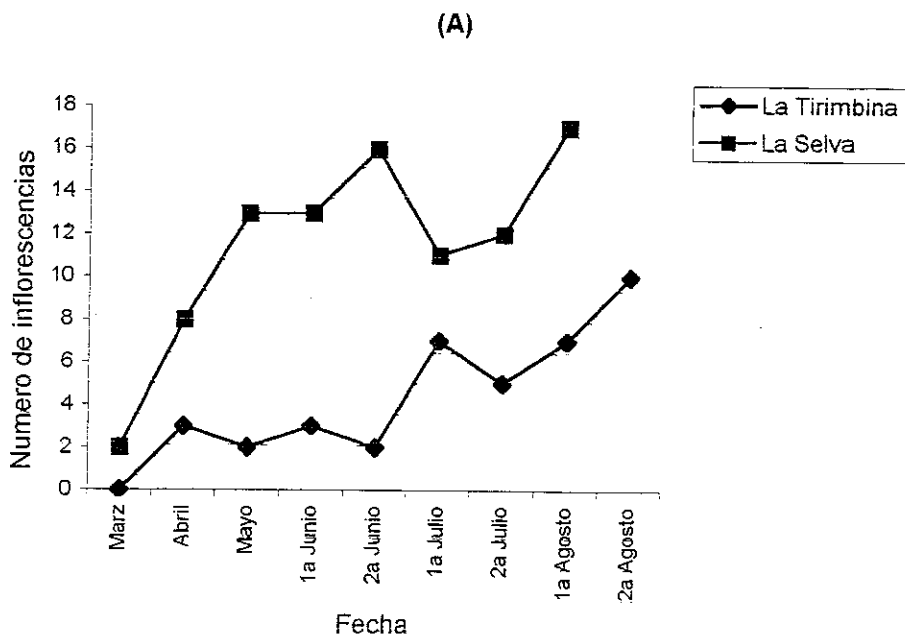 (A)
La Tirimbina
La Selva
Numero de inflorescencias
18
16
14
12
10
8
6
4
2
0
Marz
Abril
Mayo
1a Junio
2a Junio
1a Julio
2a Julio
1a Agosto
2a Agosto
Fecha